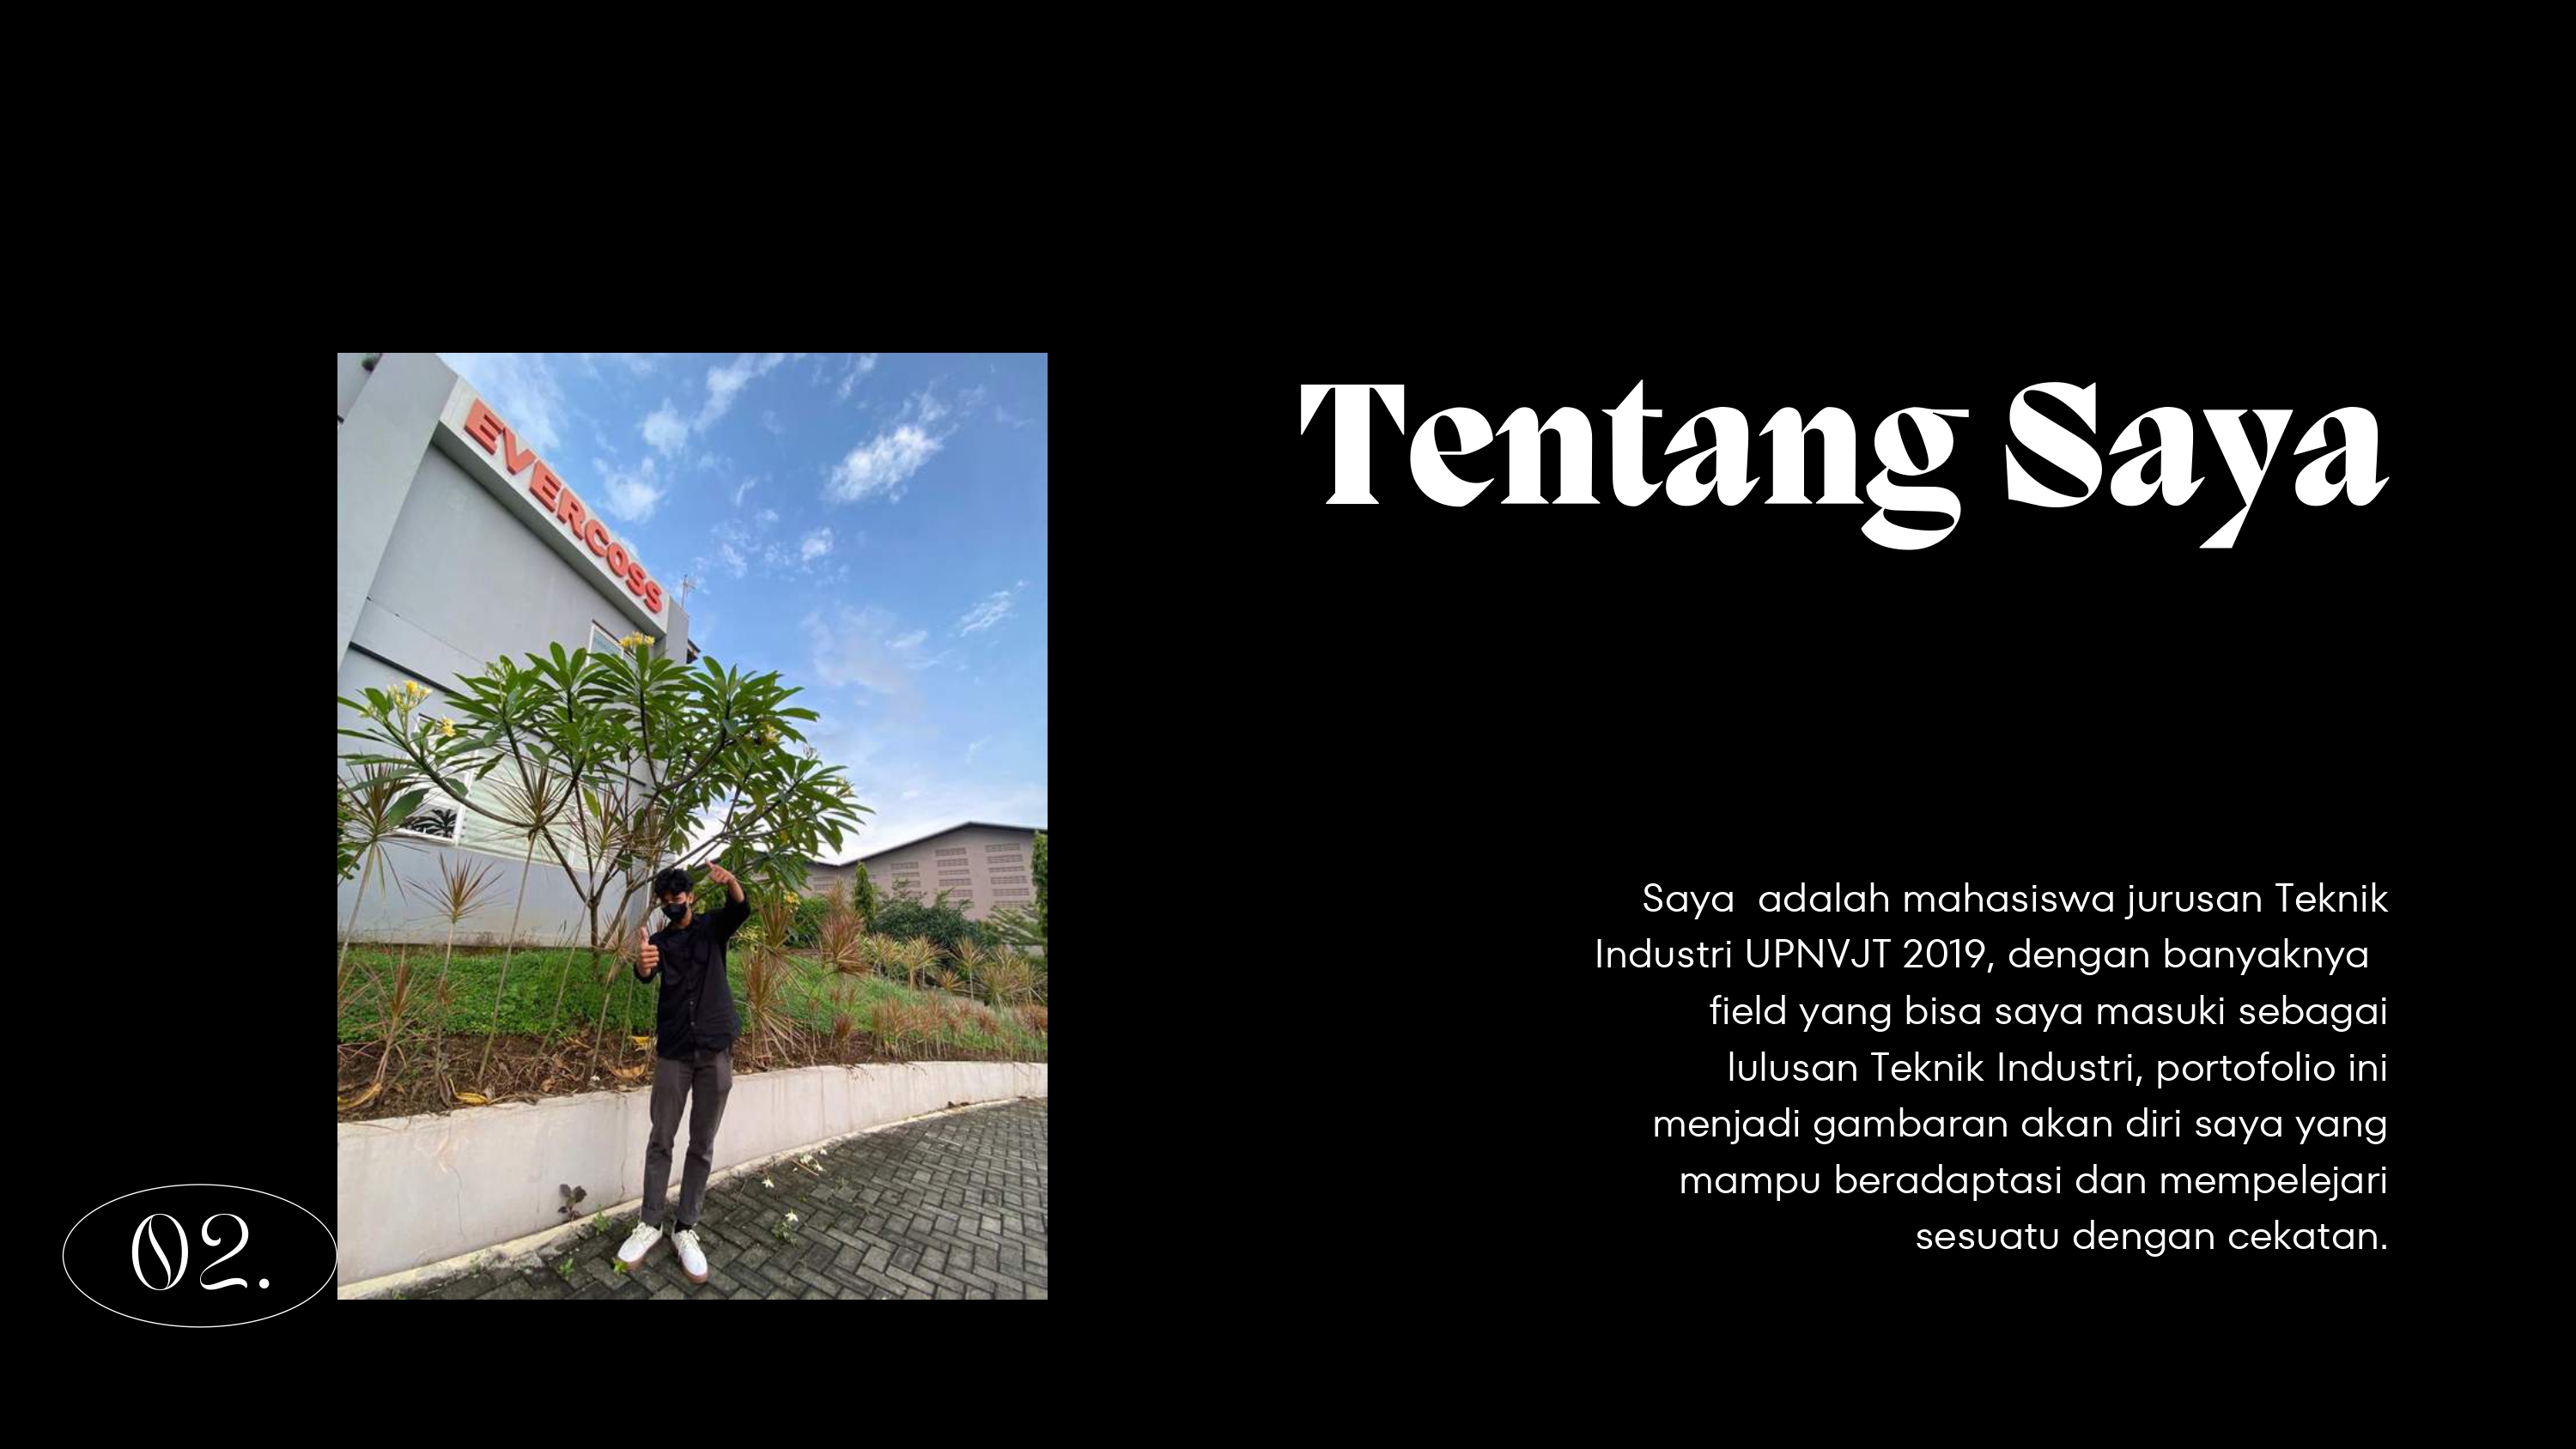 EVERCOSS
Tentang Saya
Saya  adalah mahasiswa jurusan Teknik
Industri UPNVJT 2019, dengan banyaknya
field yang bisa saya masuki sebagai
lulusan Teknik Industri, portofolio ini
menjadi gambaran akan diri saya yang
mampu beradaptasi dan mempelejari
sesuatu dengan cekatan.
02.